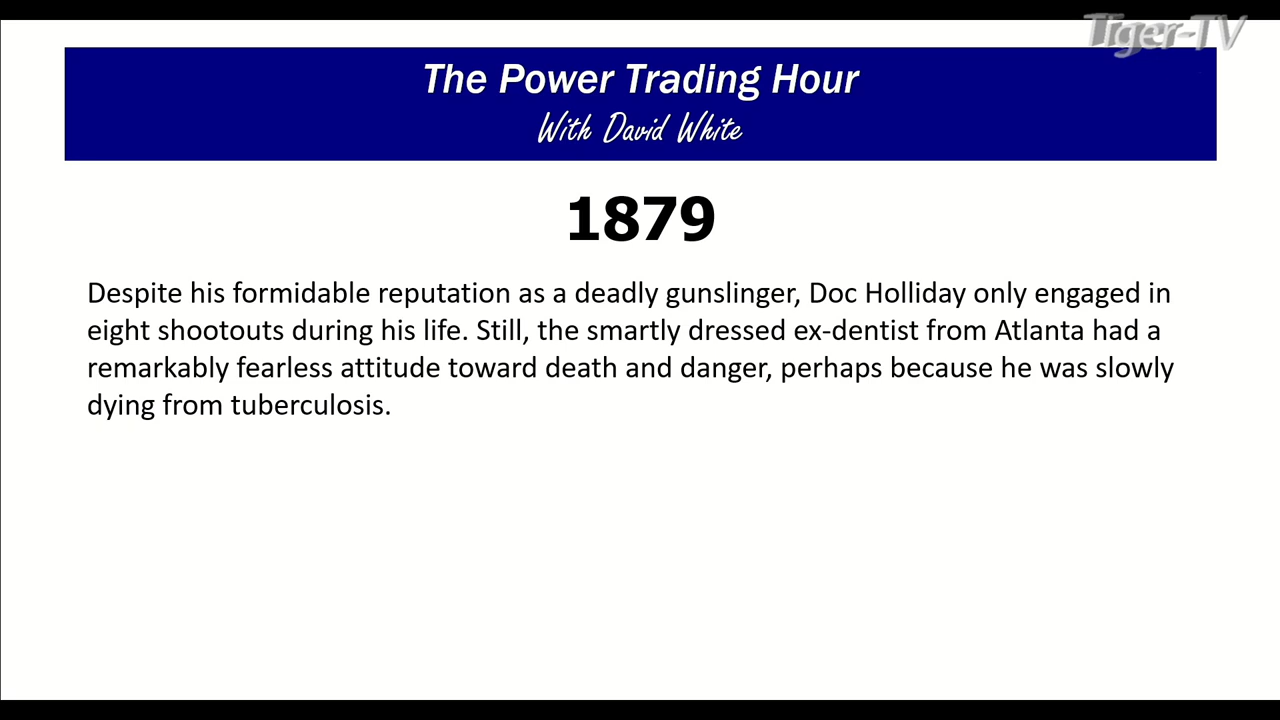 Tiger-TV
The Power Trading Hour
With David White
1879
Despite his formidable reputation as a deadly gunslinger, Doc Holliday only engaged in
eight shootouts during his life. Still, the smartly dressed ex-dentist from Atlanta had a
remarkably fearless attitude toward death and danger, perhaps because he was slowly
dying from tuberculosis.